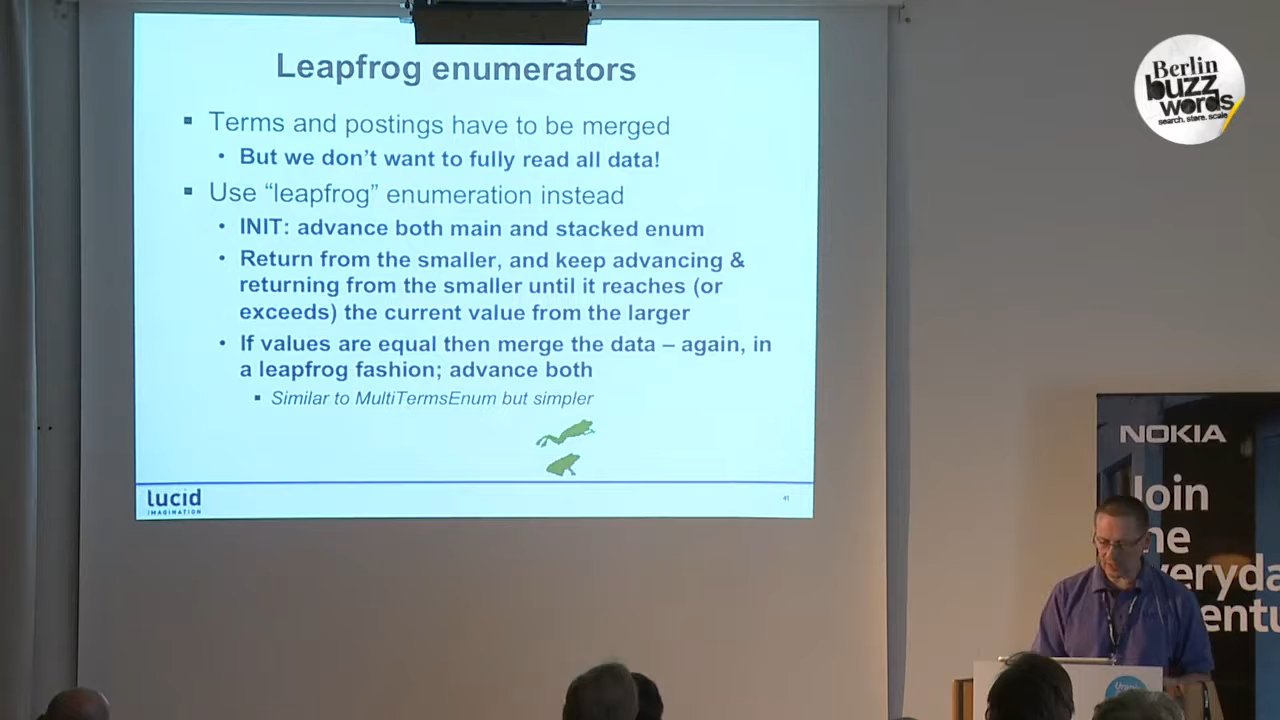 Leapfrog enumerators
▪ Terms and postings have to be merged
• But we don't want to fully read all data!
▪ Use “leapfrog” enumeration instead
• INIT: advance both main and stacked enum
• Return from the smaller, and keep advancing &
returning from the smaller until it reaches (or
exceeds) the current value from the larger
• If values are equal then merge the data – again, in
a leapfrog fashion; advance both
▪ Similar to MultiTermsEnum but simpler
lucid
IMAGINATION
41
Berlin
buzz
words
search. store. scale
NOKIA
Join